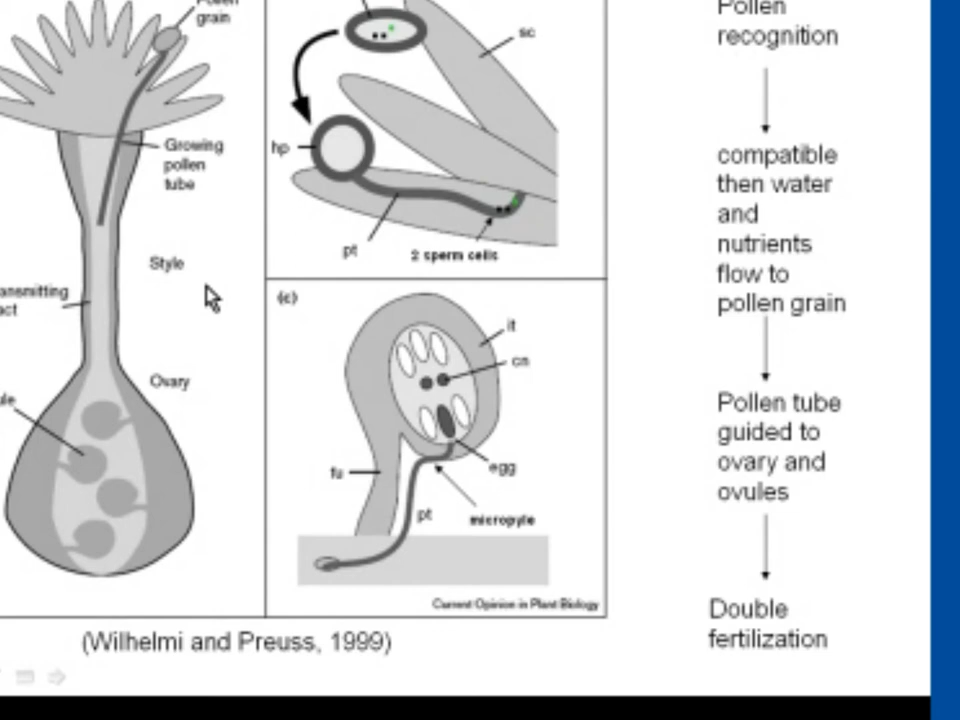 Pollen
grain
Growing
pollen
tube
Style
ansmitting
act
Ovary
ule
sc
hp
pt
2 sperm cells
(c)
it
cn
egg
fu
pt
micropyle
Current Opinion in Plant Biology
(Wilhelmi and Preuss, 1999)
Pollen
recognition
compatible
then water
and
nutrients
flow to
pollen grain
Pollen tube
guided to
ovary and
ovules
Double
fertilization